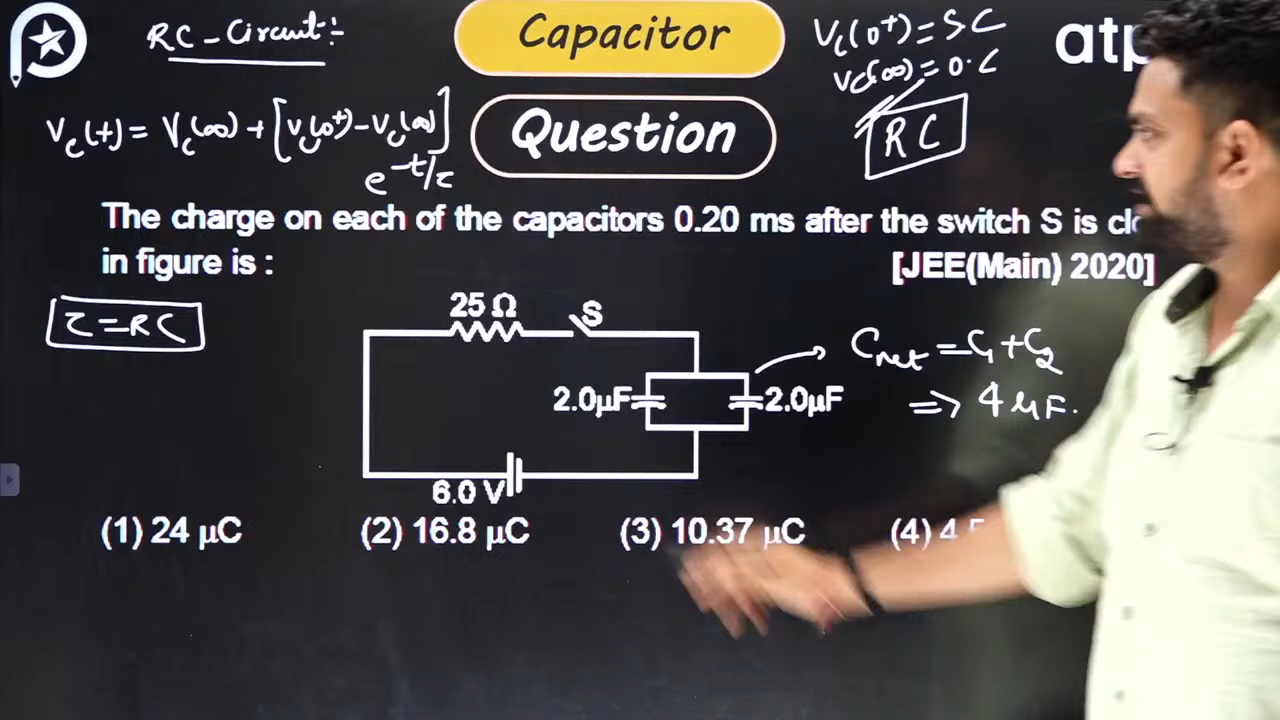 RC-Circuit:-
Capacitor
Vc(0⁺) = S C
Vc(∞) = O.C
atp
Vc(t) = Vc(∞) + [Vc(0⁺) - Vc(∞)] e^-t/τ
Question
RC
The charge on each of the capacitors 0.20 ms after the switch S is
in figure is :
[JEE(Main) 2020]
τ = RC
25 Ω
S
Cnet = C₁ + C₂
2.0µF
2.0µF
=> 4 µF.
6.0 V
(1) 24 µC
(2) 16.8 µC
(3) 10.37 µC
(4) 4